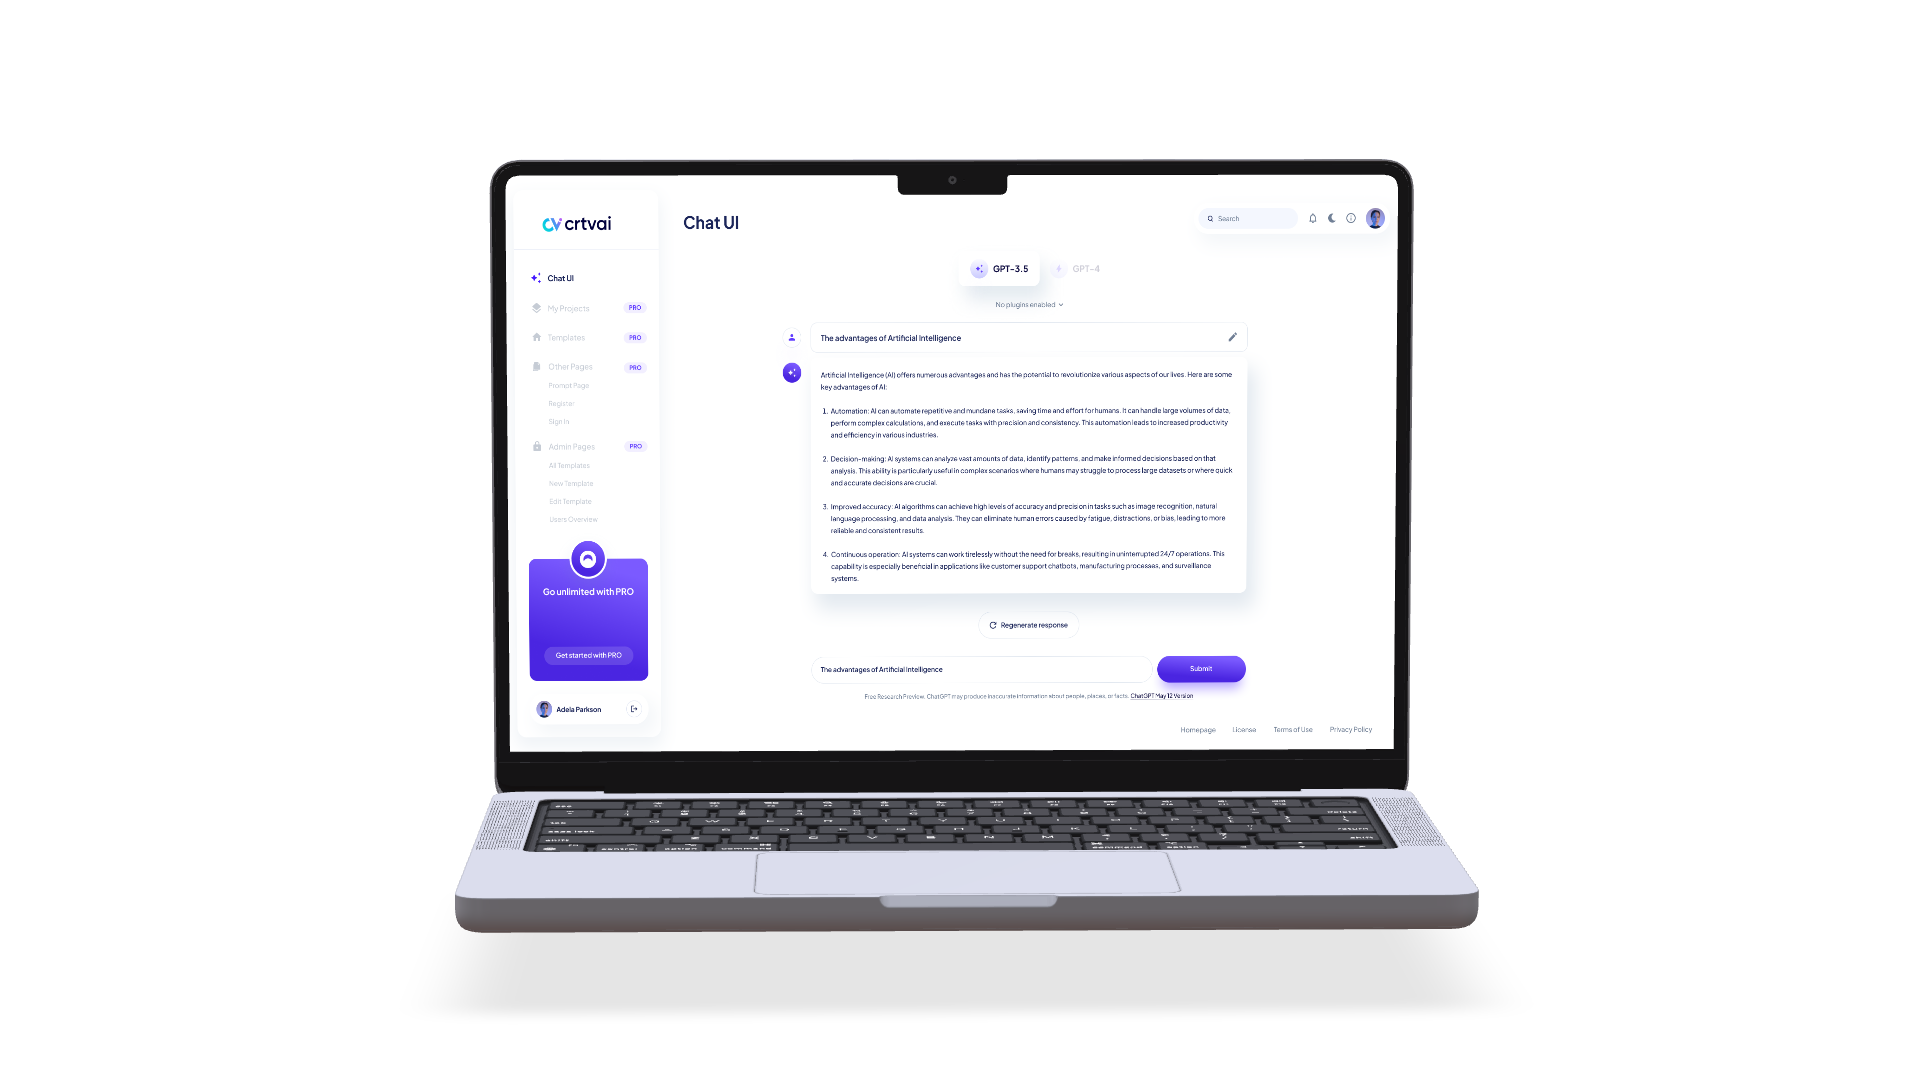 crtvai
Chat UI
Search
Chat UI
My Projects PRO
Templates PRO
Other Pages PRO
Prompt Page
Register
Sign In
Admin Pages PRO
All Templates
New Template
Edit Template
Users Overview
Go unlimited with PRO
Get started with PRO
Adela Parkson
GPT-3.5 GPT-4
No plugins enabled
The advantages of Artificial Intelligence
Artificial Intelligence (AI) offers numerous advantages and has the potential to revolutionize various aspects of our lives. Here are some
key advantages of AI:
1. Automation: AI can automate repetitive and mundane tasks, saving time and effort for humans. It can handle large volumes of data,
perform complex calculations, and execute tasks with precision and consistency. This automation leads to increased productivity
and efficiency in various industries.
2. Decision-making: AI systems can analyze vast amounts of data, identify patterns, and make informed decisions based on that
analysis. This ability is particularly useful in complex scenarios where humans may struggle to process large datasets or where quick
and accurate decisions are crucial.
3. Improved accuracy: AI algorithms can achieve high levels of accuracy and precision in tasks such as image recognition, natural
language processing, and data analysis. They can eliminate human errors caused by fatigue, distractions, or bias, leading to more
reliable and consistent results.
4. Continuous operation: AI systems can work tirelessly without the need for breaks, resulting in uninterrupted 24/7 operations. This
capability is especially beneficial in applications like customer support chatbots, manufacturing processes, and surveillance
systems.
Regenerate response
The advantages of Artificial Intelligence
Submit
Free Research Preview. ChatGPT may produce inaccurate information about people, places, or facts. ChatGPT May 12 Version
Homepage License Terms of Use Privacy Policy
control option command command option